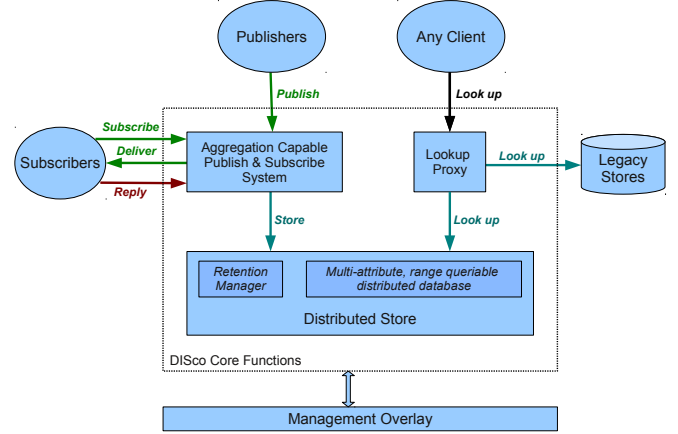 Publishers
Any Client
Publish
Look up
Subscribe
Deliver
Reply
Subscribers
Aggregation Capable
Publish & Subscribe
System
Lookup
Proxy
Look up
Legacy
Stores
Store
Look up
Retention
Manager
Multi-attribute, range queriable
distributed database
Distributed Store
DISco Core Functions
Management Overlay